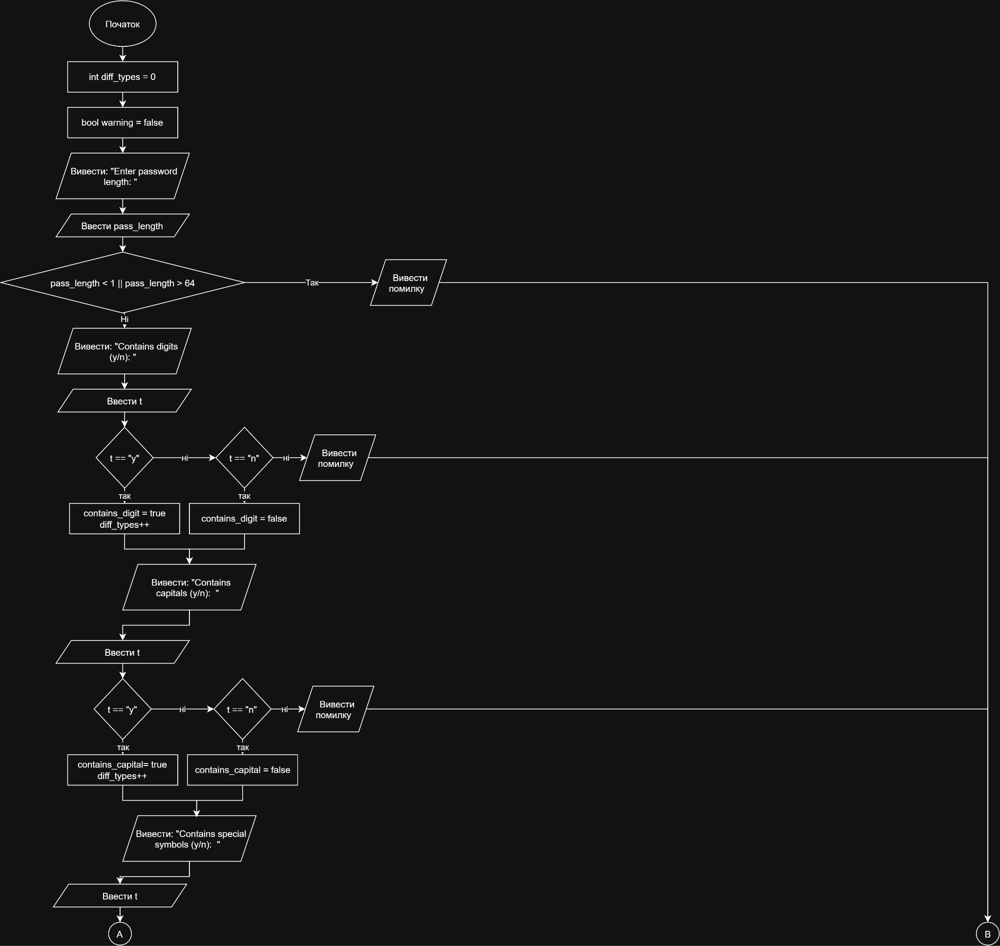 Початок
int diff_types = 0
bool warning = false
Вивести: "Enter password
length: "
Ввести pass_length
pass_length < 1 || pass_length > 64
Так
Вивести
помилку
Ні
Вивести: "Contains digits
(y/n): "
Ввести t
t == "y"
ні
t == "n"
ні
Вивести
помилку
так
так
contains_digit = true
diff_types++
contains_digit = false
Вивести: "Contains
capitals (y/n):  "
Ввести t
t == "y"
ні
t == "n"
ні
Вивести
помилку
так
так
contains_capital= true
diff_types++
contains_capital = false
Вивести: "Contains special
symbols (y/n):  "
Ввести t
A
B